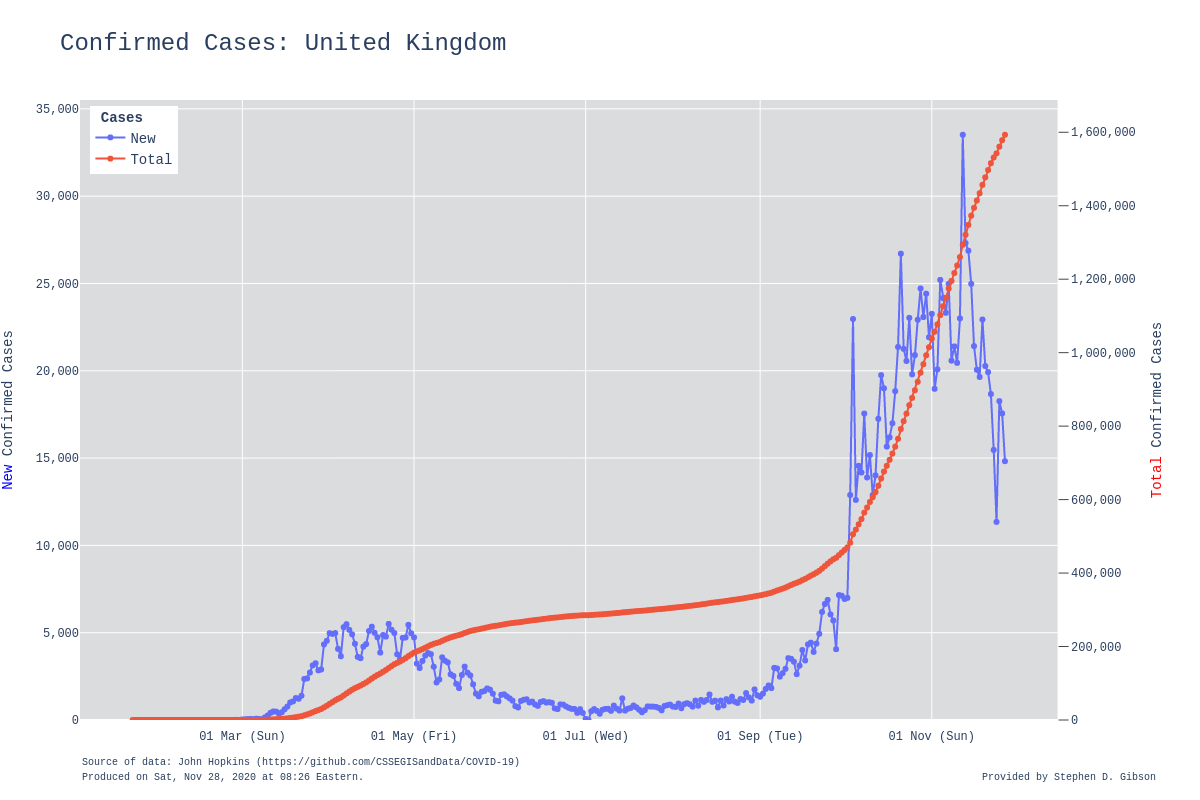 Confirmed Cases: United Kingdom
Cases
New
Total
35,000
30,000
25,000
20,000
15,000
10,000
5,000
0
New Confirmed Cases
1,600,000
1,400,000
1,200,000
1,000,000
800,000
600,000
400,000
200,000
0
Total Confirmed Cases
01 Mar (Sun) 01 May (Fri) 01 Jul (Wed) 01 Sep (Tue) 01 Nov (Sun)
Source of data: John Hopkins (https://github.com/CSSEGISandData/COVID-19)
Produced on Sat, Nov 28, 2020 at 08:26 Eastern.
Provided by Stephen D. Gibson